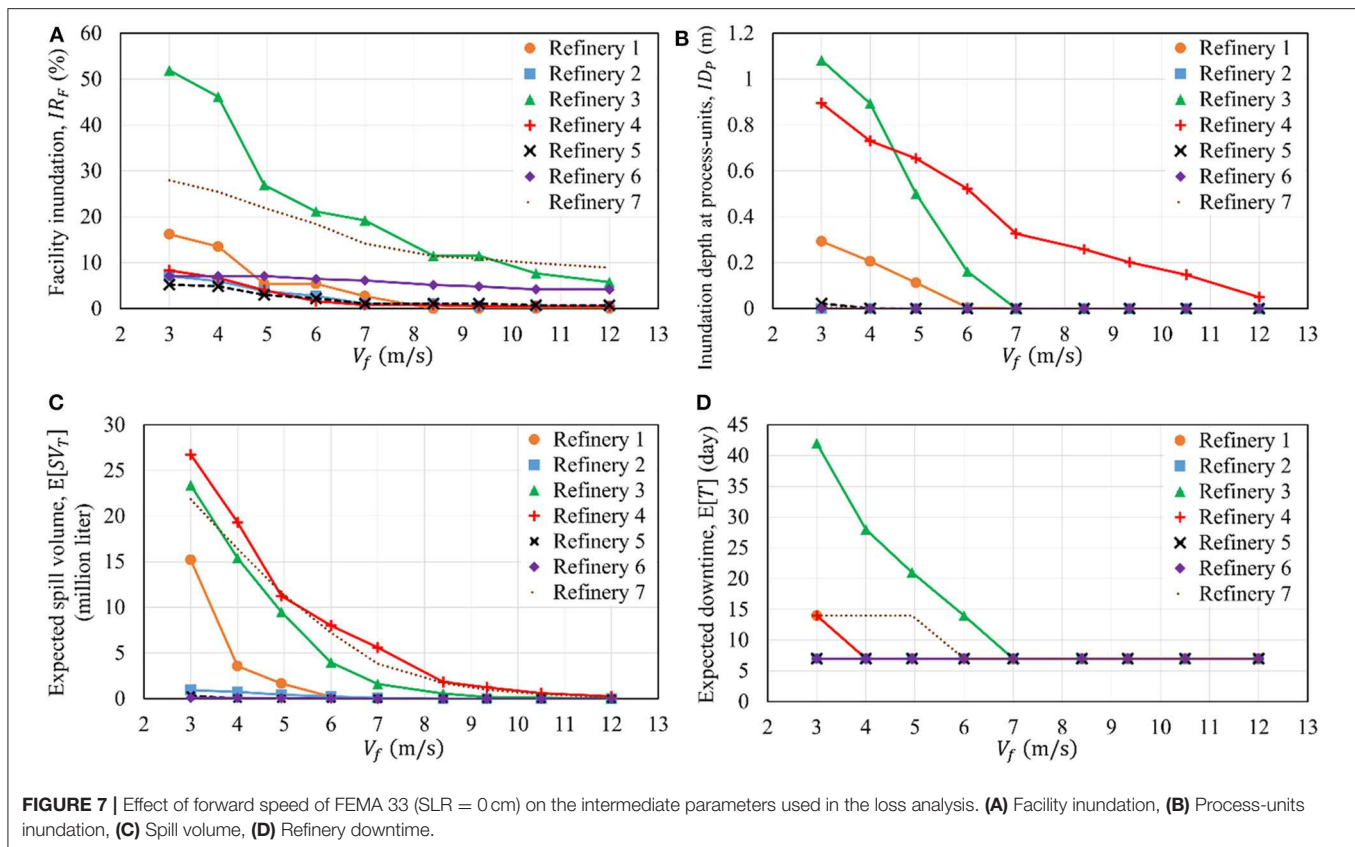 A
Facility inundation, IR_F (%)
60
50
40
30
20
10
0
2 3 4 5 6 7 8 9 10 11 12 13
V_f (m/s)
Refinery 1
Refinery 2
Refinery 3
Refinery 4
Refinery 5
Refinery 6
Refinery 7
B
Inundation depth at process-units, ID_P (m)
1.2
1
0.8
0.6
0.4
0.2
0
2 3 4 5 6 7 8 9 10 11 12 13
V_f (m/s)
Refinery 1
Refinery 2
Refinery 3
Refinery 4
Refinery 5
Refinery 6
Refinery 7
C
Expected spill volume, E[SV_T]
(million liter)
30
25
20
15
10
5
0
2 3 4 5 6 7 8 9 10 11 12 13
V_f (m/s)
Refinery 1
Refinery 2
Refinery 3
Refinery 4
Refinery 5
Refinery 6
Refinery 7
D
Expected downtime, E[T] (day)
45
40
35
30
25
20
15
10
5
0
2 3 4 5 6 7 8 9 10 11 12 13
V_f (m/s)
Refinery 1
Refinery 2
Refinery 3
Refinery 4
Refinery 5
Refinery 6
Refinery 7
FIGURE 7 | Effect of forward speed of FEMA 33 (SLR = 0 cm) on the intermediate parameters used in the loss analysis. (A) Facility inundation, (B) Process-units
inundation, (C) Spill volume, (D) Refinery downtime.